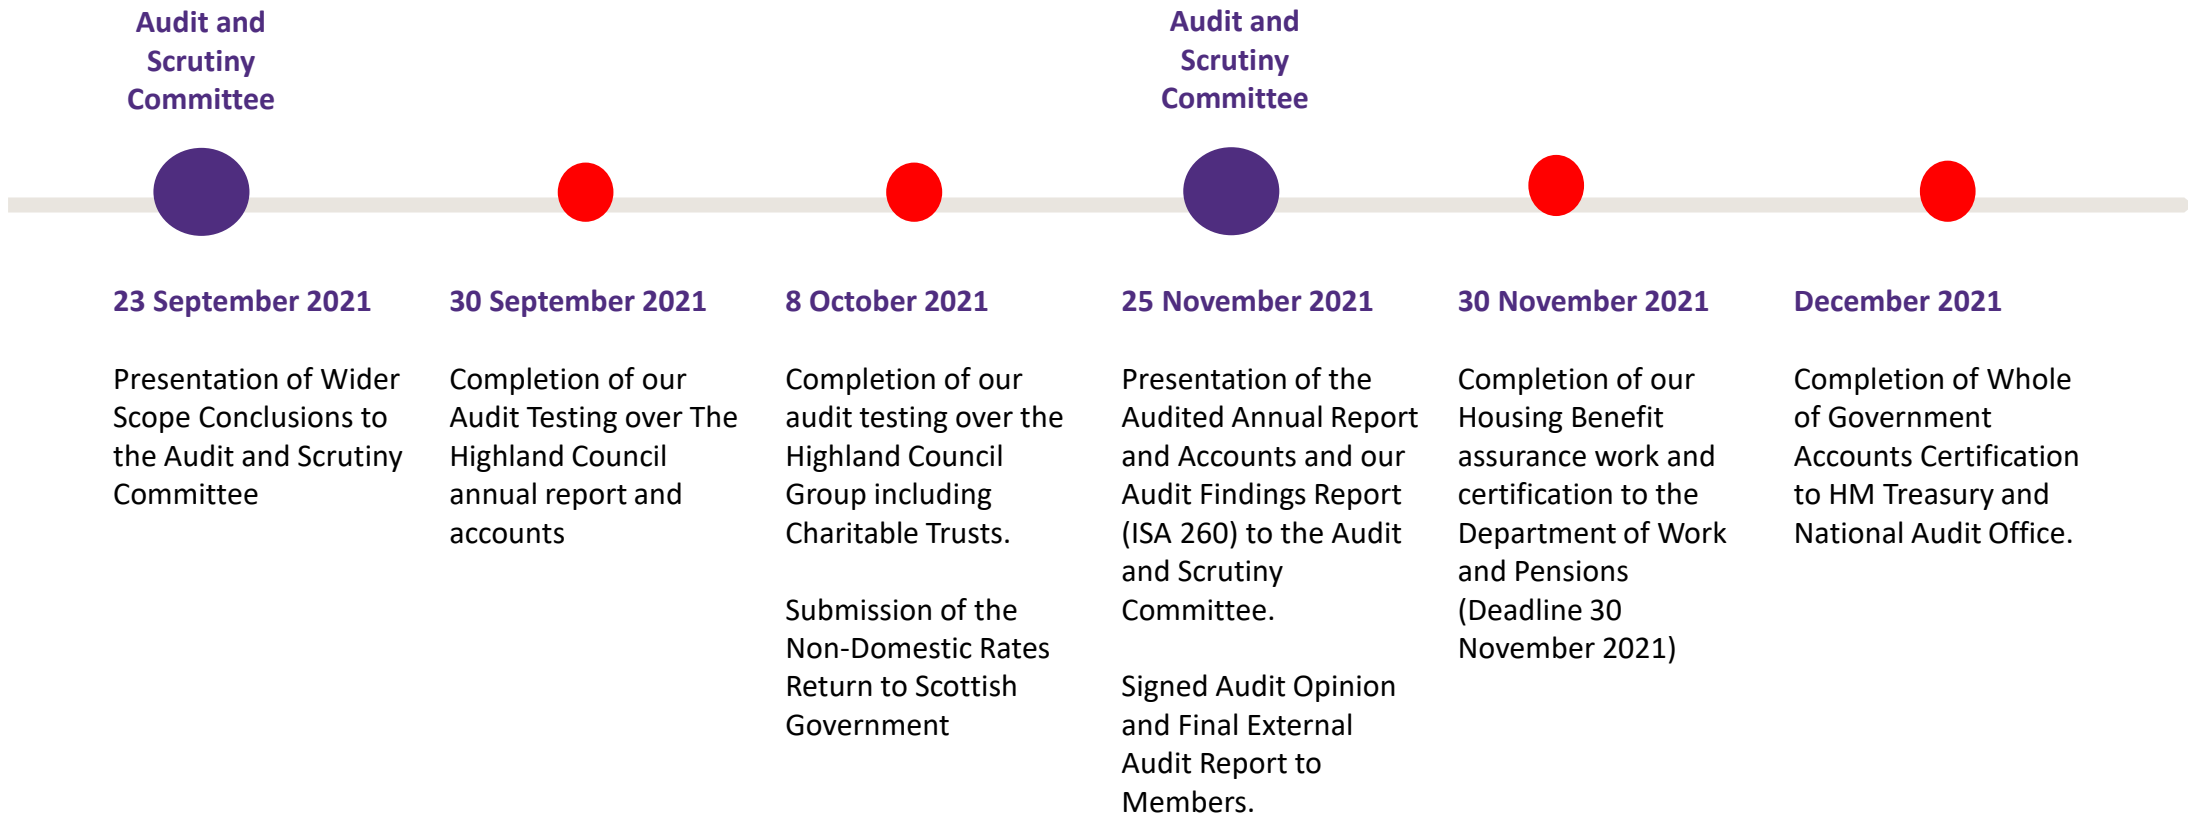 Audit and
Scrutiny
Committee
Audit and
Scrutiny
Committee
23 September 2021
Presentation of Wider
Scope Conclusions to
the Audit and Scrutiny
Committee
30 September 2021
Completion of our
Audit Testing over The
Highland Council
annual report and
accounts
8 October 2021
Completion of our
audit testing over the
Highland Council
Group including
Charitable Trusts.
Submission of the
Non-Domestic Rates
Return to Scottish
Government
25 November 2021
Presentation of the
Audited Annual Report
and Accounts and our
Audit Findings Report
(ISA 260) to the Audit
and Scrutiny
Committee.
Signed Audit Opinion
and Final External
Audit Report to
Members.
30 November 2021
Completion of our
Housing Benefit
assurance work and
certification to the
Department of Work
and Pensions
(Deadline 30
November 2021)
December 2021
Completion of Whole
of Government
Accounts Certification
to HM Treasury and
National Audit Office.